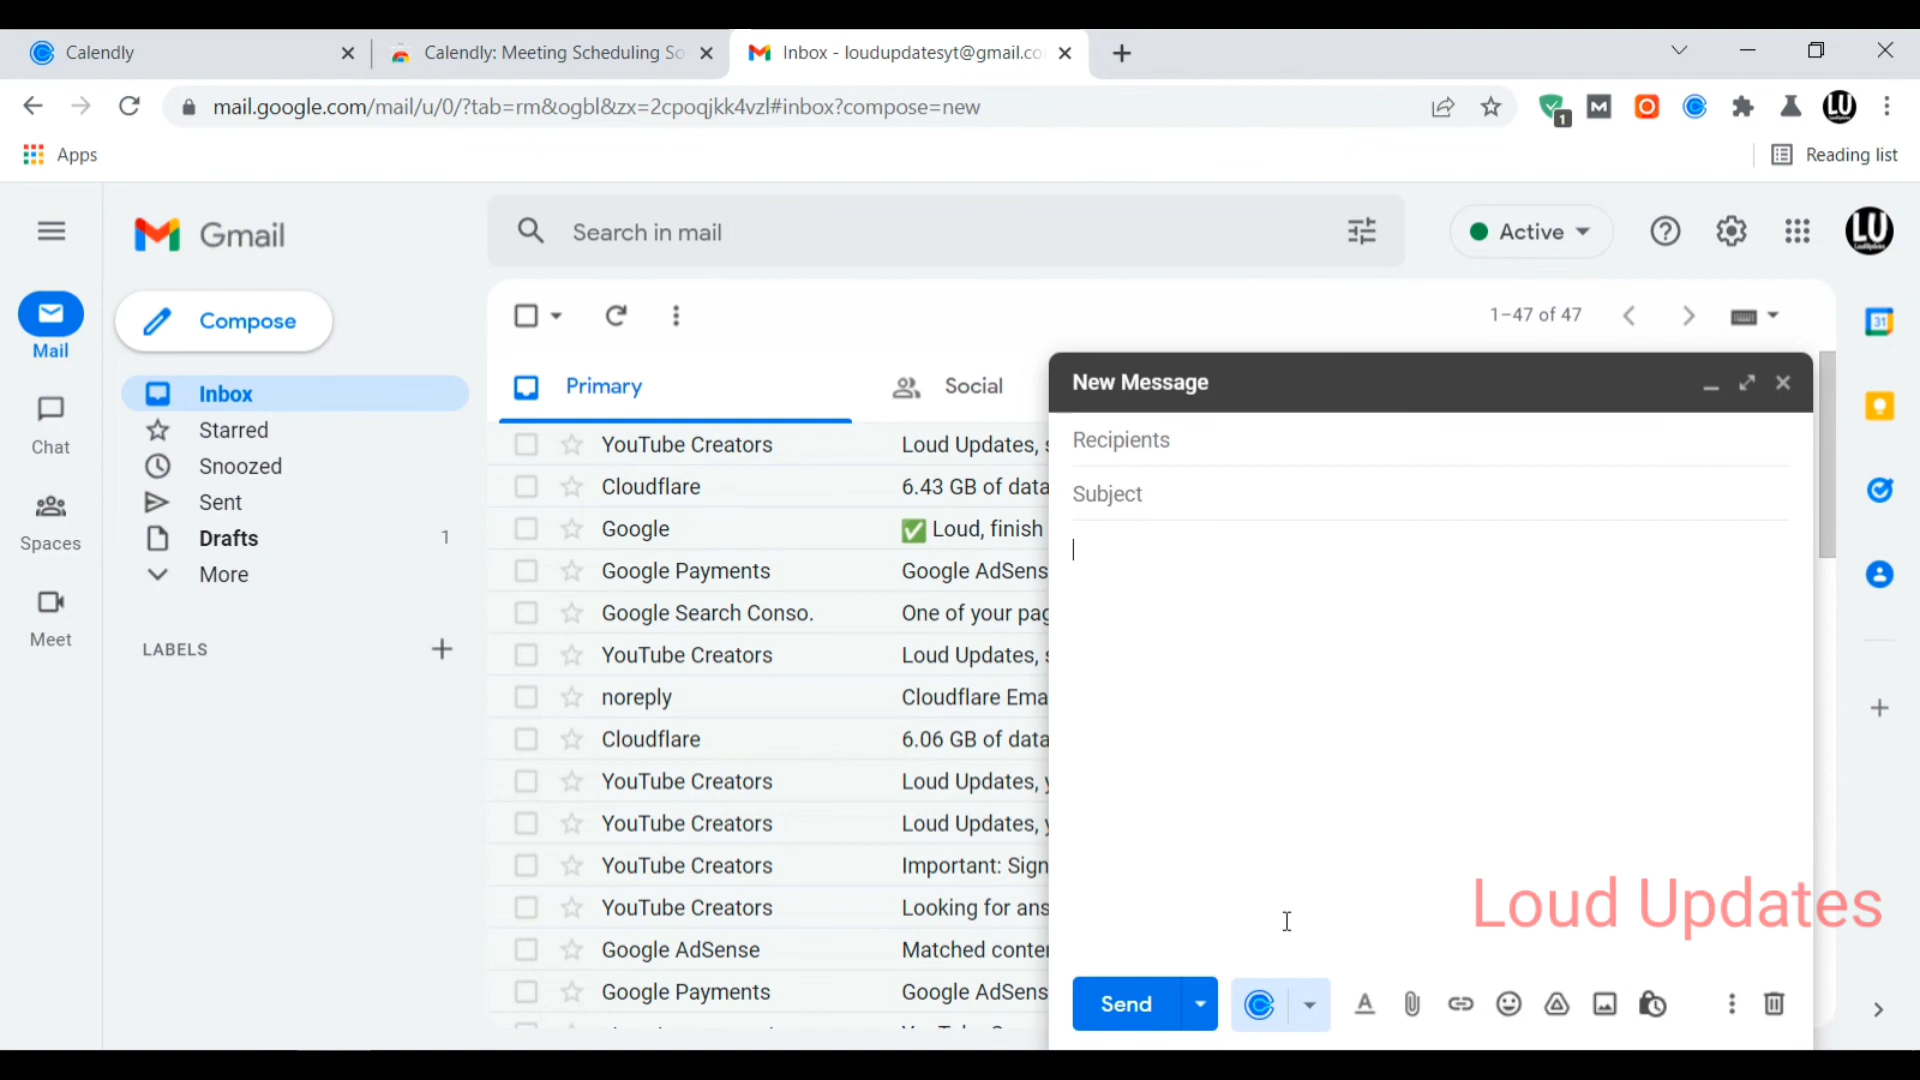 Calendly
Calendly: Meeting Scheduling So
Inbox - loudupdatesyt@gmail.co
mail.google.com/mail/u/0/?tab=rm&ogbl&zx=2cpoqjkk4vzl#inbox?compose=new
1
LU
Apps
Reading list
Gmail
Search in mail
Active
LU
Compose
1–47 of 47
Mail
Chat
Spaces
Meet
Inbox
Starred
Snoozed
Sent
Drafts 1
More
LABELS
Primary
Social
YouTube Creators Loud Updates, s
Cloudflare 6.43 GB of data
Google ✅ Loud, finish
Google Payments Google AdSens
Google Search Conso. One of your pag
YouTube Creators Loud Updates, s
noreply Cloudflare Ema
Cloudflare 6.06 GB of data
YouTube Creators Loud Updates, y
YouTube Creators Loud Updates, y
YouTube Creators Important: Sign
YouTube Creators Looking for ans
Google AdSense Matched conten
Google Payments Google AdSens
New Message
Recipients
Subject
Send
31
Loud Updates